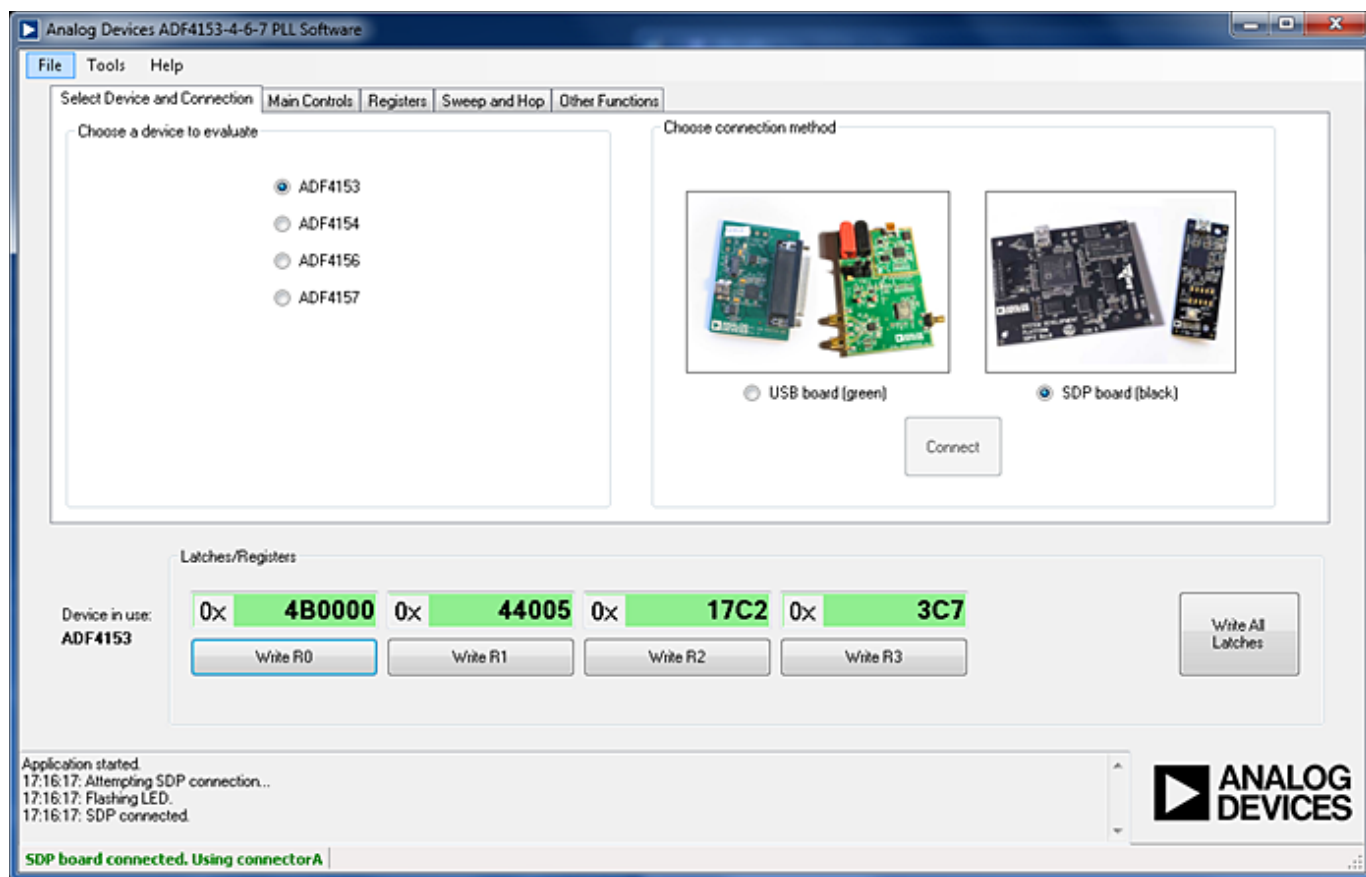 Analog Devices ADF4153-4-6-7 PLL Software
File Tools Help
Select Device and Connection Main Controls Registers Sweep and Hop Other Functions
Choose a device to evaluate
ADF4153
ADF4154
ADF4156
ADF4157
Choose connection method
USB board (green)
SDP board (black)
Connect
Latches/Registers
Device in use:
ADF4153
0x 4B0000 0x 44005 0x 17C2 0x 3C7
Write R0 Write R1 Write R2 Write R3
Write All
Latches
Application started.
17:16:17: Attempting SDP connection...
17:16:17: Flashing LED.
17:16:17: SDP connected.
ANALOG
DEVICES
SDP board connected. Using connectorA